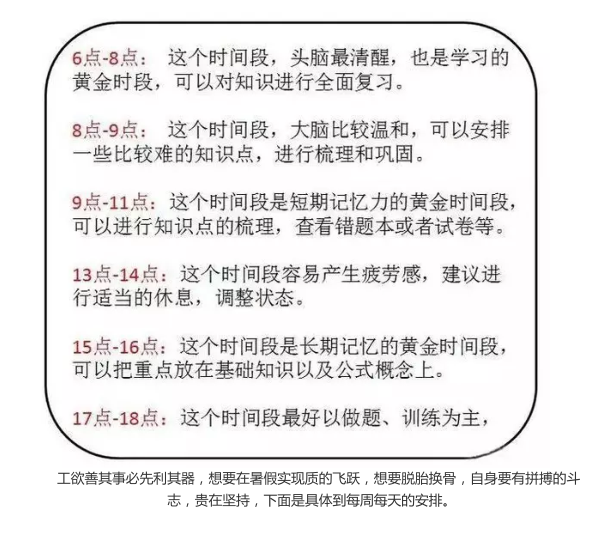 6点-8点：这个时间段，头脑最清醒，也是学习的
黄金时段，可以对知识进行全面复习。
8点-9点：这个时间段，大脑比较温和，可以安排
一些比较难的知识点，进行梳理和巩固。
9点-11点：这个时间段是短期记忆力的黄金时间段，
可以进行知识点的梳理，查看错题本或者试卷等。
13点-14点：这个时间段容易产生疲劳感，建议进
行适当的休息，调整状态。
15点-16点：这个时间段是长期记忆的黄金时间段，
可以把重点放在基础知识以及公式概念上。
17点-18点：这个时间段最好以做题、训练为主，
工欲善其事必先利其器，想要在暑假实现质的飞跃，想要脱胎换骨，自身要有拼搏的斗
志，贵在坚持，下面是具体到每周每天的安排。